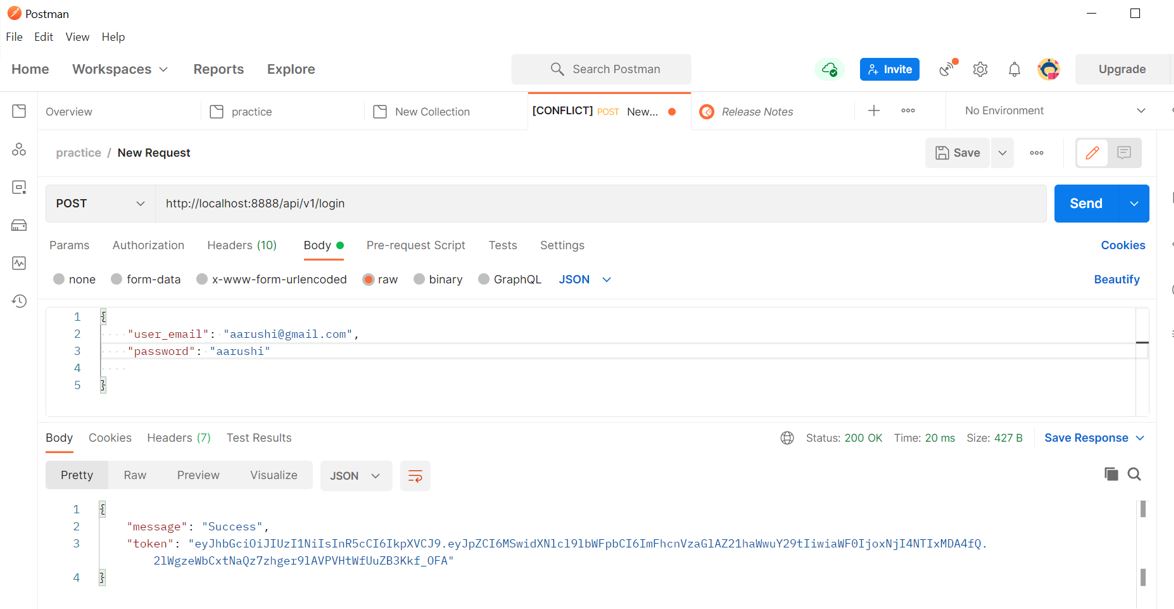 Postman
File Edit View Help
Home Workspaces Reports Explore Search Postman Invite Upgrade
Overview practice New Collection [CONFLICT] POST New... Release Notes No Environment
practice / New Request Save
POST http://localhost:8888/api/v1/login Send
Params Authorization Headers (10) Body Pre-request Script Tests Settings Cookies
none form-data x-www-form-urlencoded raw binary GraphQL JSON Beautify
1 {
2 "user_email": "aarushi@gmail.com",
3 "password": "aarushi"
4
5 }
Body Cookies Headers (7) Test Results Status: 200 OK Time: 20 ms Size: 427 B Save Response
Pretty Raw Preview Visualize JSON
1 {
2 "message": "Success",
3 "token": "eyJhbGciOiJIUzI1NiIsInR5cCI6IkpXVCJ9.eyJpZCI6MSwidXNlcl9lbWFpbCI6ImFhcnVzaGlAZ21haWwuY29tIiwiaWF0IjoxNjI4NTIxMDA4fQ.
2lWgzeWbCxtNaQz7zhger9lAVPVHtWfUuZB3Kkf_OFA"
4 }